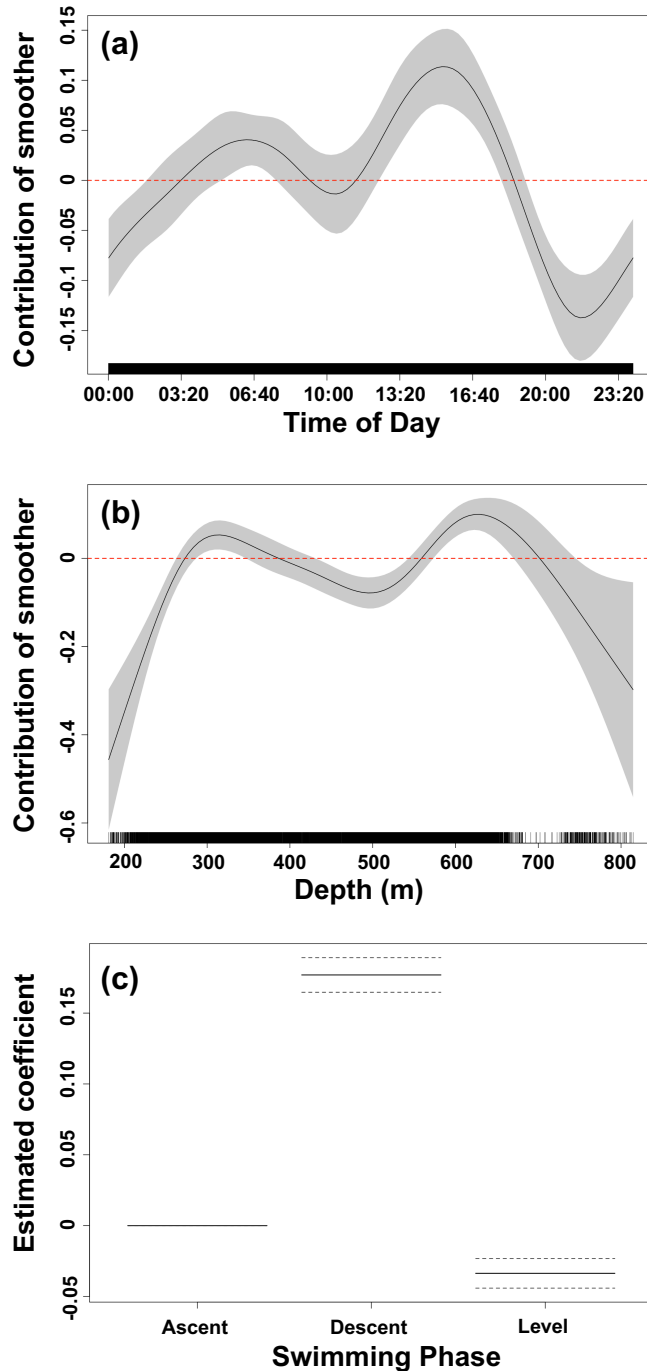 (a)
Contribution of smoother
0.15
0.1
0.05
0
-0.05
-0.1
-0.15
00:00 03:20 06:40 10:00 13:20 16:40 20:00 23:20
Time of Day
(b)
Contribution of smoother
0
-0.2
-0.4
-0.6
200 300 400 500 600 700 800
Depth (m)
(c)
Estimated coefficient
0.15
0.10
0.05
0
-0.05
Ascent Descent Level
Swimming Phase